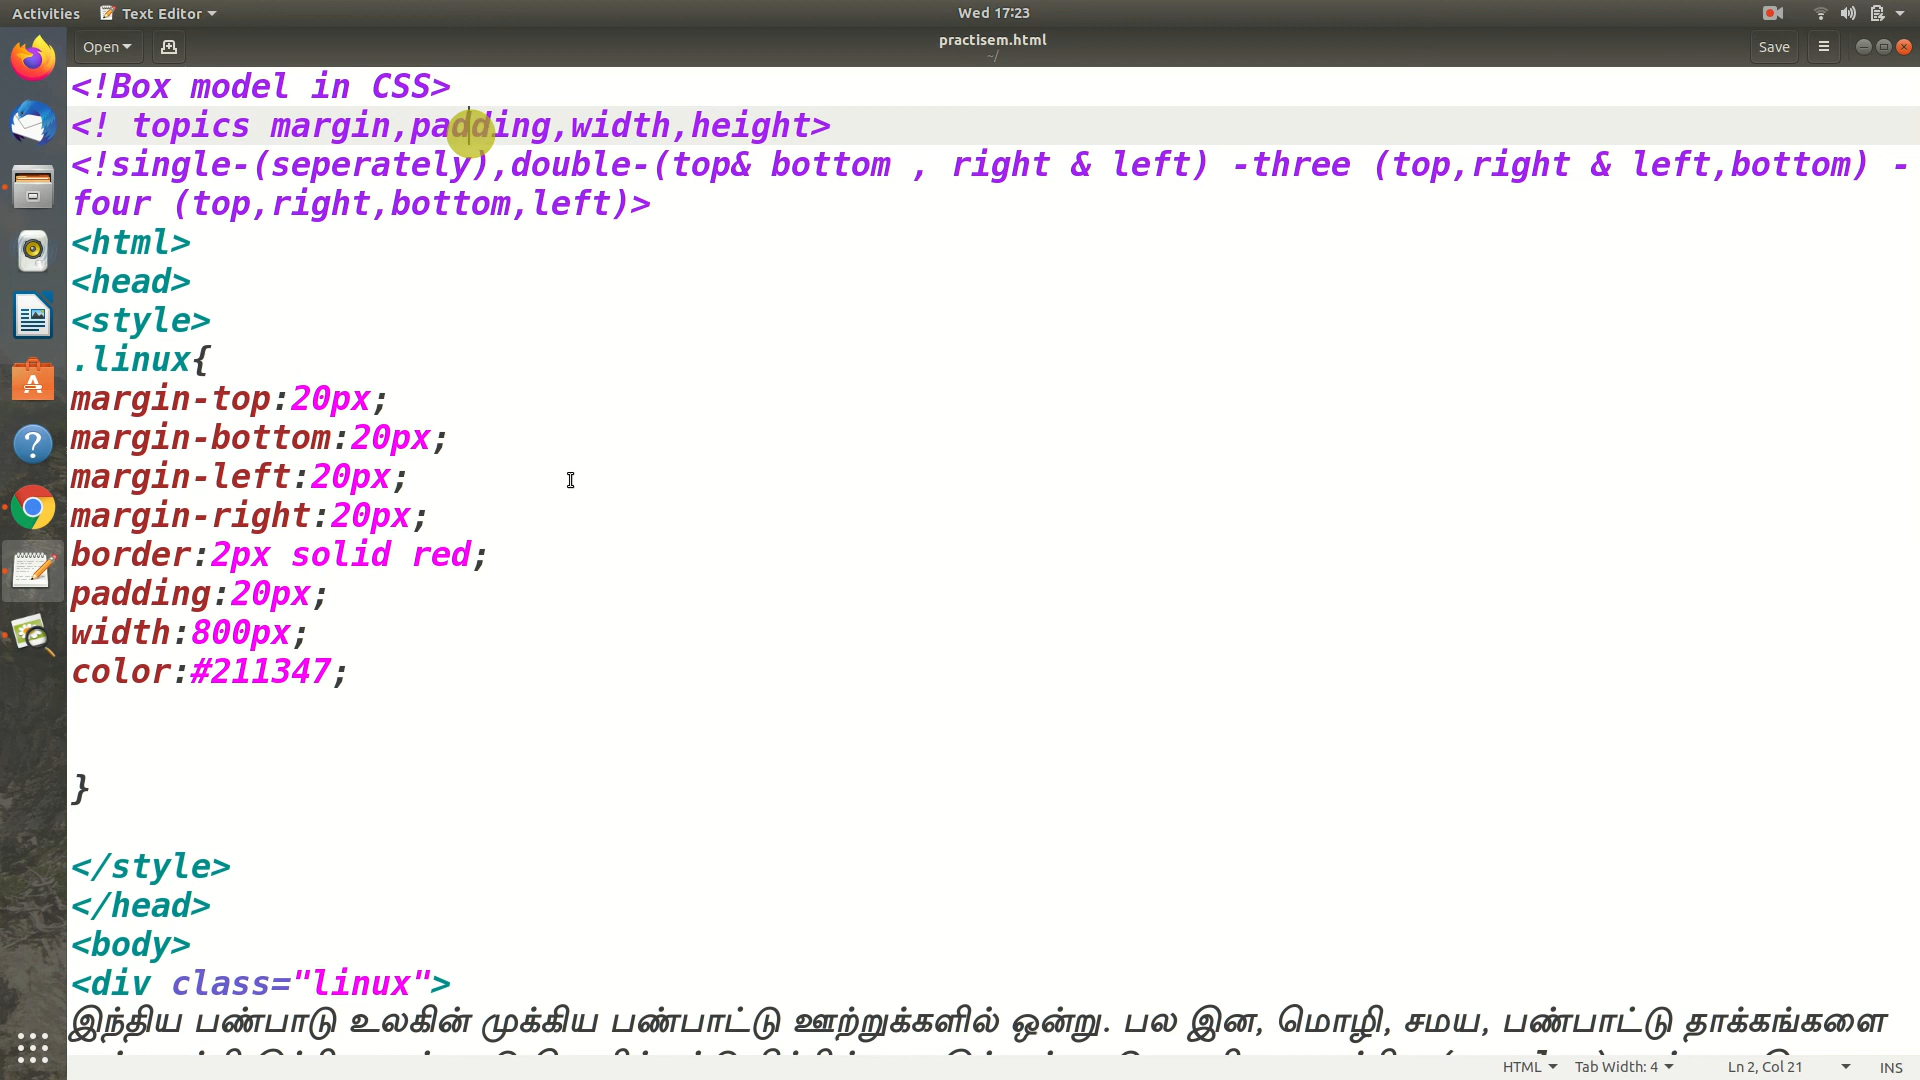 Activities Text Editor Wed 17:23
Open practisem.html Save
~/
<!Box model in CSS>
<! topics margin,padding,width,height>
<!single-(seperately),double-(top& bottom , right & left) -three (top,right & left,bottom) -
four (top,right,bottom,left)>
<html>
<head>
<style>
.linux{
margin-top:20px;
margin-bottom:20px;
margin-left:20px;
margin-right:20px;
border:2px solid red;
padding:20px;
width:800px;
color:#211347;
}
</style>
</head>
<body>
<div class="linux">
இந்திய பண்பாடு உலகின் முக்கிய பண்பாட்டு ஊற்றுக்களில் ஒன்று. பல இன, மொழி, சமய, பண்பாட்டு தாக்கங்களை
HTML Tab Width: 4 Ln 2, Col 21 INS